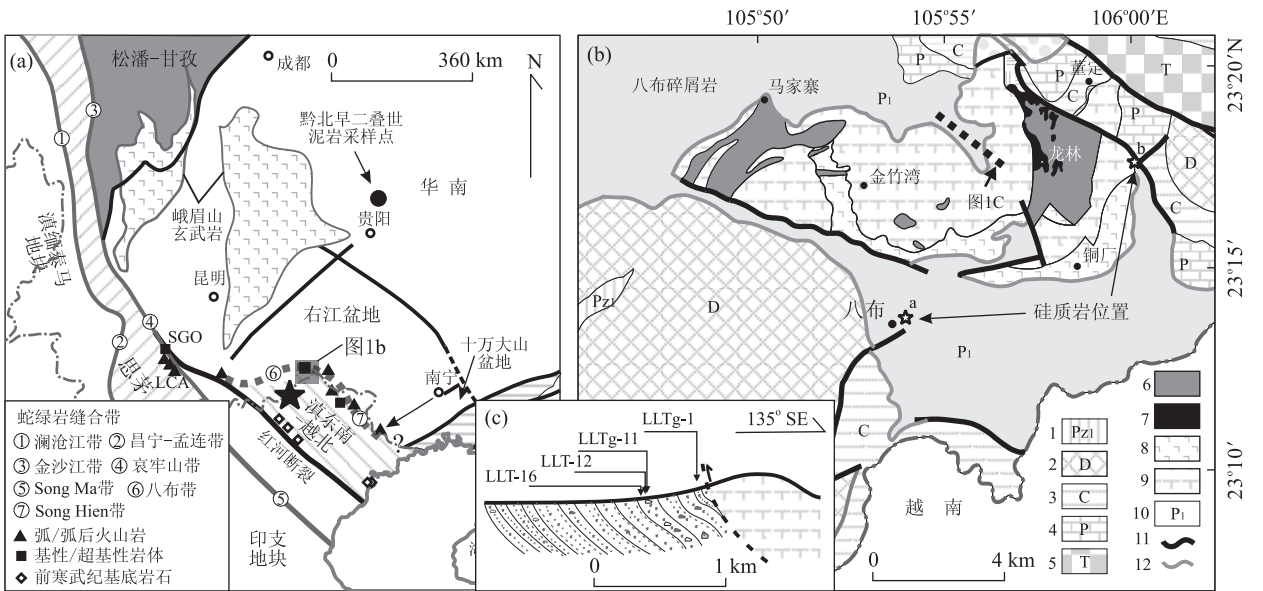 (a)
松潘-甘孜
成都
0 360 km
N
③
①
黔北早二叠世
泥岩采样点
华 南
贵阳
峨眉山
玄武岩
滇缅泰马
地块
昆明
右江盆地
④
SGO
②
思茅
LCA
图1b
⑥
十万大山
盆地
南宁
滇东南
-越北
⑦
?
红河断裂
⑤
印支
地块
蛇绿岩缝合带
①澜沧江带 ②昌宁-孟连带
③金沙江带 ④哀牢山带
⑤Song Ma带 ⑥八布带
⑦Song Hien带
弧/弧后火山岩
基性/超基性岩体
前寒武纪基底岩石
105°50′ 105°55′ 106°00′E
23°20′N
23°15′
23°10′
(b)
八布碎屑岩
马家寨
P1
P
C
P
董定
C
T
P
b
D
龙林
金竹湾
图1C
C
铜厂
P
Pz1
D
八布
a
硅质岩位置
P1
C
越 南
0 4 km
1 Pz1
2 D
3 C
4 P
5 T
6
7
8
9
10 P1
11
12
(c)
LLTg-1
135° SE
LLTg-11
LLT-12
LLT-16
0 1 km